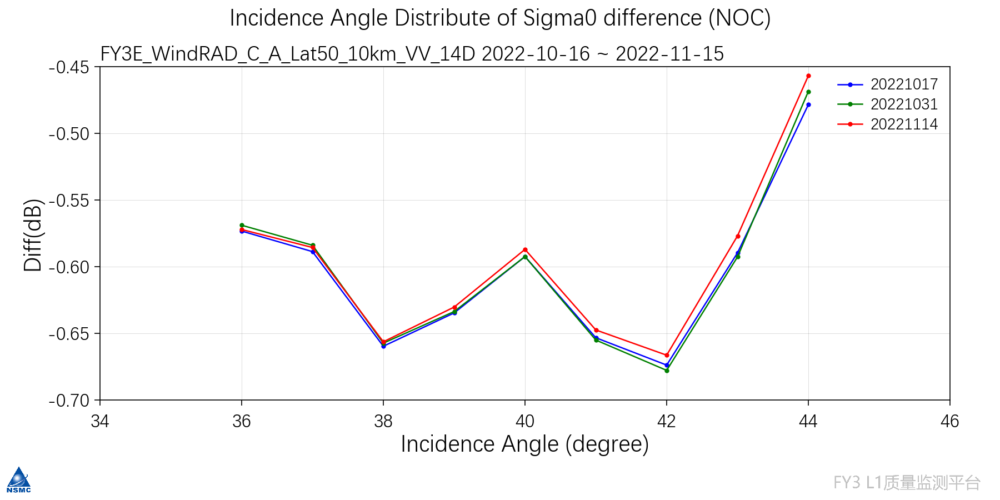 Incidence Angle Distribute of Sigma0 difference (NOC)
FY3E_WindRAD_C_A_Lat50_10km_VV_14D 2022-10-16 ~ 2022-11-15
-0.45
-0.50
-0.55
-0.60
-0.65
-0.70
Diff(dB)
20221017
20221031
20221114
34 36 38 40 42 44 46
Incidence Angle (degree)
NSMC
FY3 L1质量监测平台